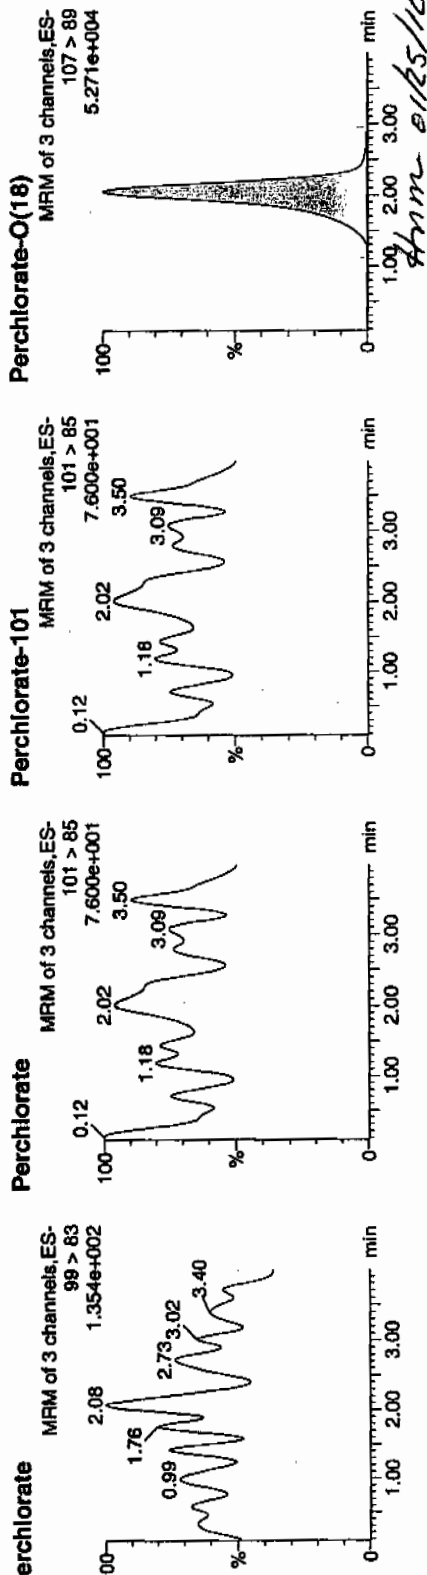 erchlorate
MRM of 3 channels,ES-
99 > 83
1.354e+002
00
%
0
0.99
1.76
2.08
2.73
3.02
3.40
1.00 2.00 3.00 min
Perchlorate
MRM of 3 channels,ES-
101 > 85
7.600e+001
100
%
0
0.12
1.18
2.02
3.09
3.50
1.00 2.00 3.00 min
Perchlorate-101
MRM of 3 channels,ES-
101 > 85
7.600e+001
100
%
0
0.12
1.18
2.02
3.09
3.50
1.00 2.00 3.00 min
Perchlorate-O(18)
MRM of 3 channels,ES-
107 > 89
5.271e+004
100
%
0
1.00 2.00 3.00 min
01/25/10